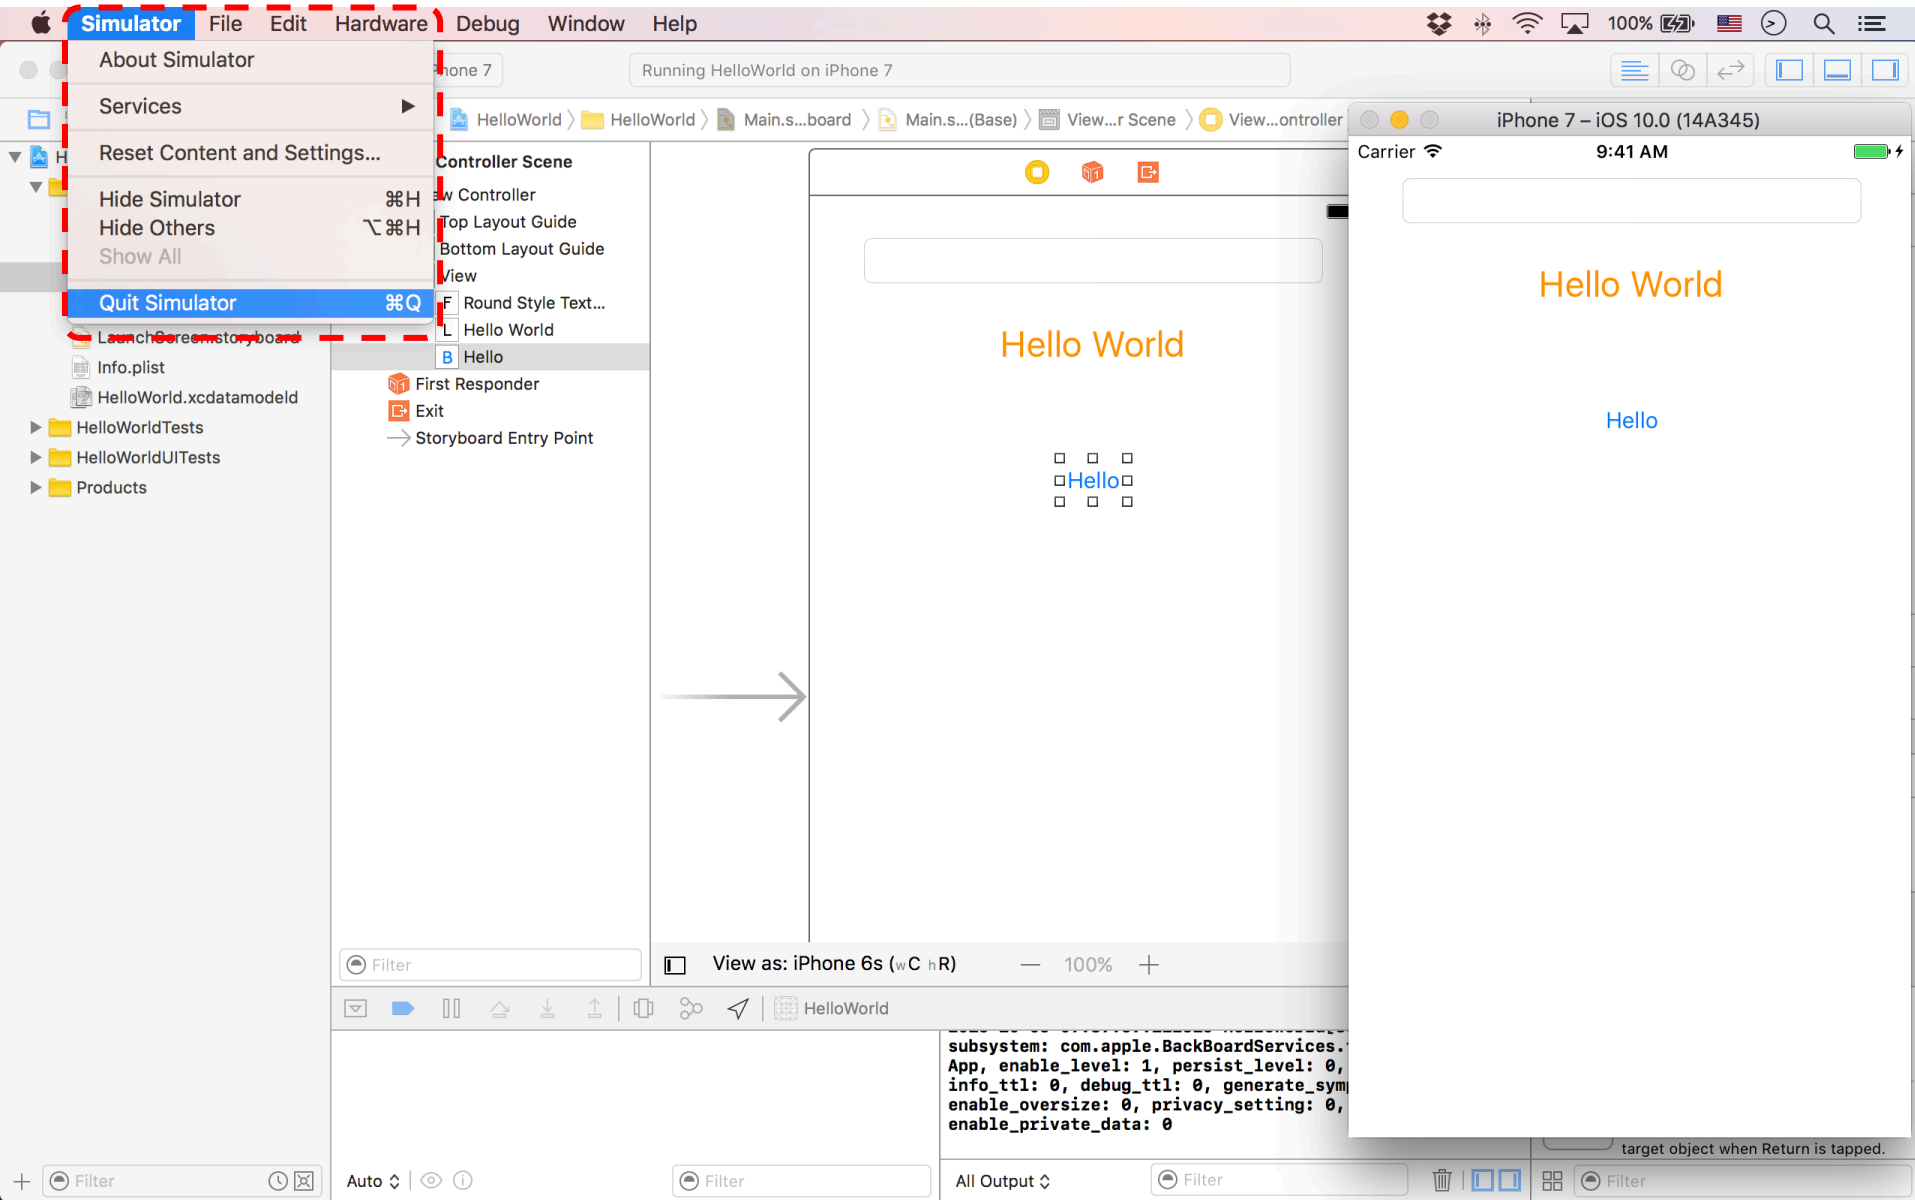 Simulator File Edit Hardware Debug Window Help
100%
About Simulator
Services
Reset Content and Settings...
Hide Simulator ⌘H
Hide Others ⌥⌘H
Show All
Quit Simulator ⌘Q
hone 7
Running HelloWorld on iPhone 7
HelloWorld
HelloWorld
Main.s...board
Main.s...(Base)
View...r Scene
View...ontroller
H
LaunchScreen.storyboard
Info.plist
HelloWorld.xcdatamodeld
HelloWorldTests
HelloWorldUITests
Products
Controller Scene
w Controller
Top Layout Guide
Bottom Layout Guide
View
F Round Style Text...
L Hello World
B Hello
First Responder
Exit
Storyboard Entry Point
Hello World
Hello
iPhone 7 – iOS 10.0 (14A345)
Carrier
9:41 AM
Hello World
Hello
Filter
View as: iPhone 6s (wC hR)
— 100% +
HelloWorld
subsystem: com.apple.BackBoardServices.
App, enable_level: 1, persist_level: 0,
info_ttl: 0, debug_ttl: 0, generate_sym
enable_oversize: 0, privacy_setting: 0,
enable_private_data: 0
target object when Return is tapped.
Filter
Auto
Filter
All Output
Filter
Filter